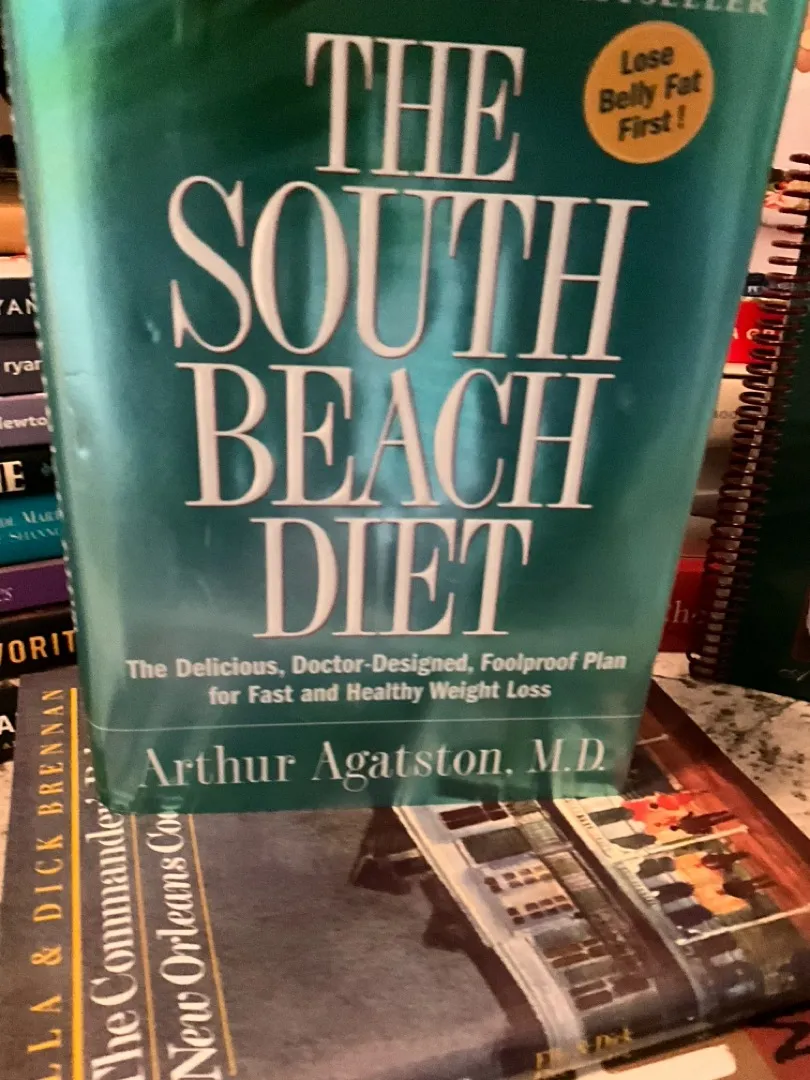 Lose
Belly Fat
First!
THE
SOUTH
BEACH
DIET
The Delicious, Doctor-Designed, Foolproof Plan
for Fast and Healthy Weight Loss
Arthur Agatston, M.D.
ryan
& DICK BRENNAN
The Commander's
New Orleans